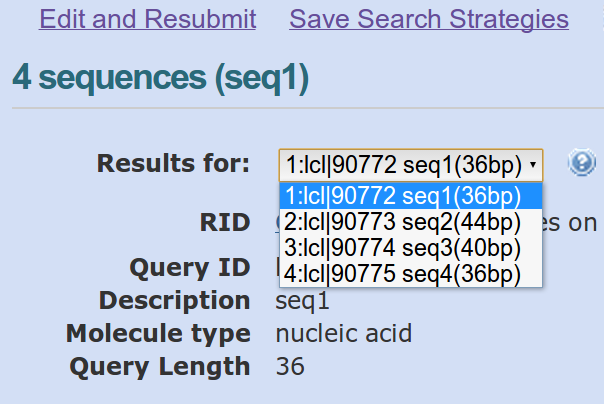 Edit and Resubmit Save Search Strategies
4 sequences (seq1)
Results for: 1:lcl|90772 seq1(36bp)
1:lcl|90772 seq1(36bp)
RID 2:lcl|90773 seq2(44bp) es on
3:lcl|90774 seq3(40bp)
Query ID 4:lcl|90775 seq4(36bp)
Description seq1
Molecule type nucleic acid
Query Length 36